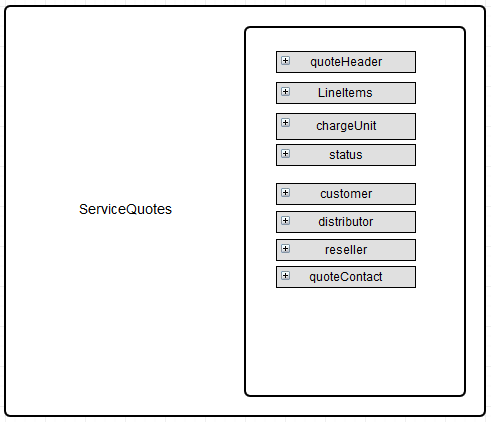 ServiceQuotes
quoteHeader
LineItems
chargeUnit
status
customer
distributor
reseller
quoteContact